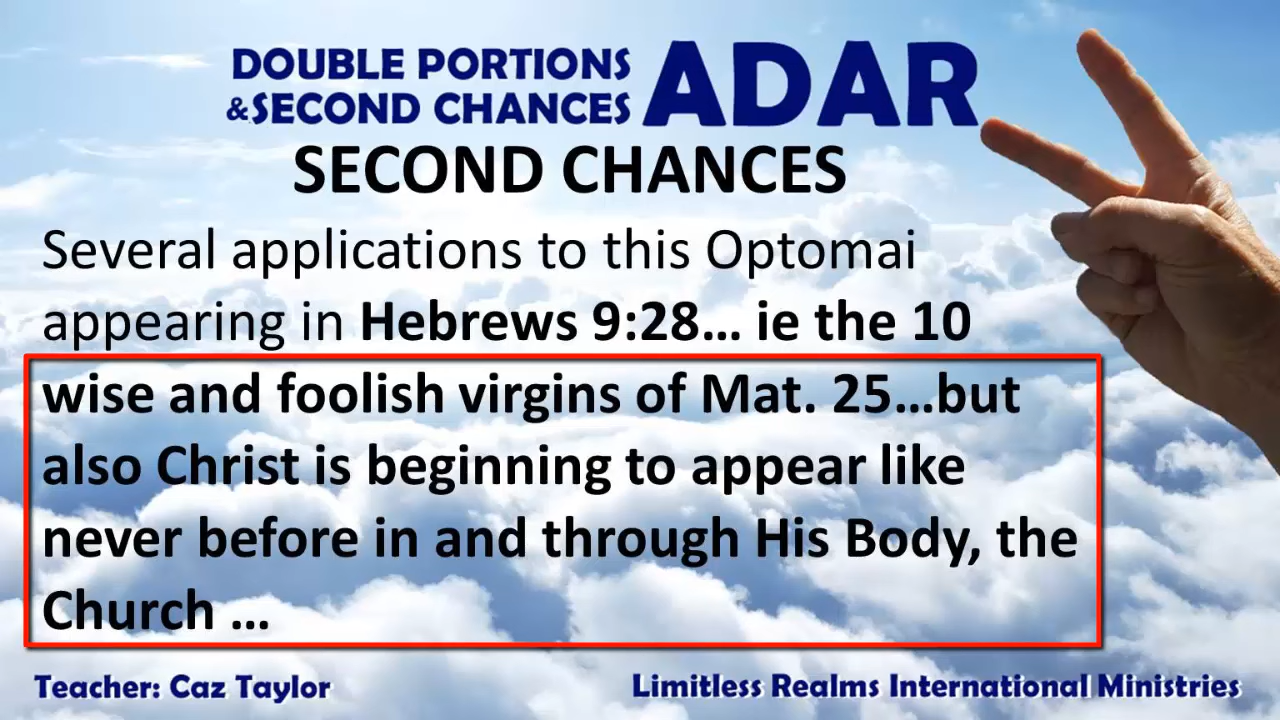 DOUBLE PORTIONS
&SECOND CHANCES
ADAR
SECOND CHANCES
Several applications to this Optomai
appearing in Hebrews 9:28… ie the 10
wise and foolish virgins of Mat. 25…but
also Christ is beginning to appear like
never before in and through His Body, the
Church …
Teacher: Caz Taylor
Limitless Realms International Ministries